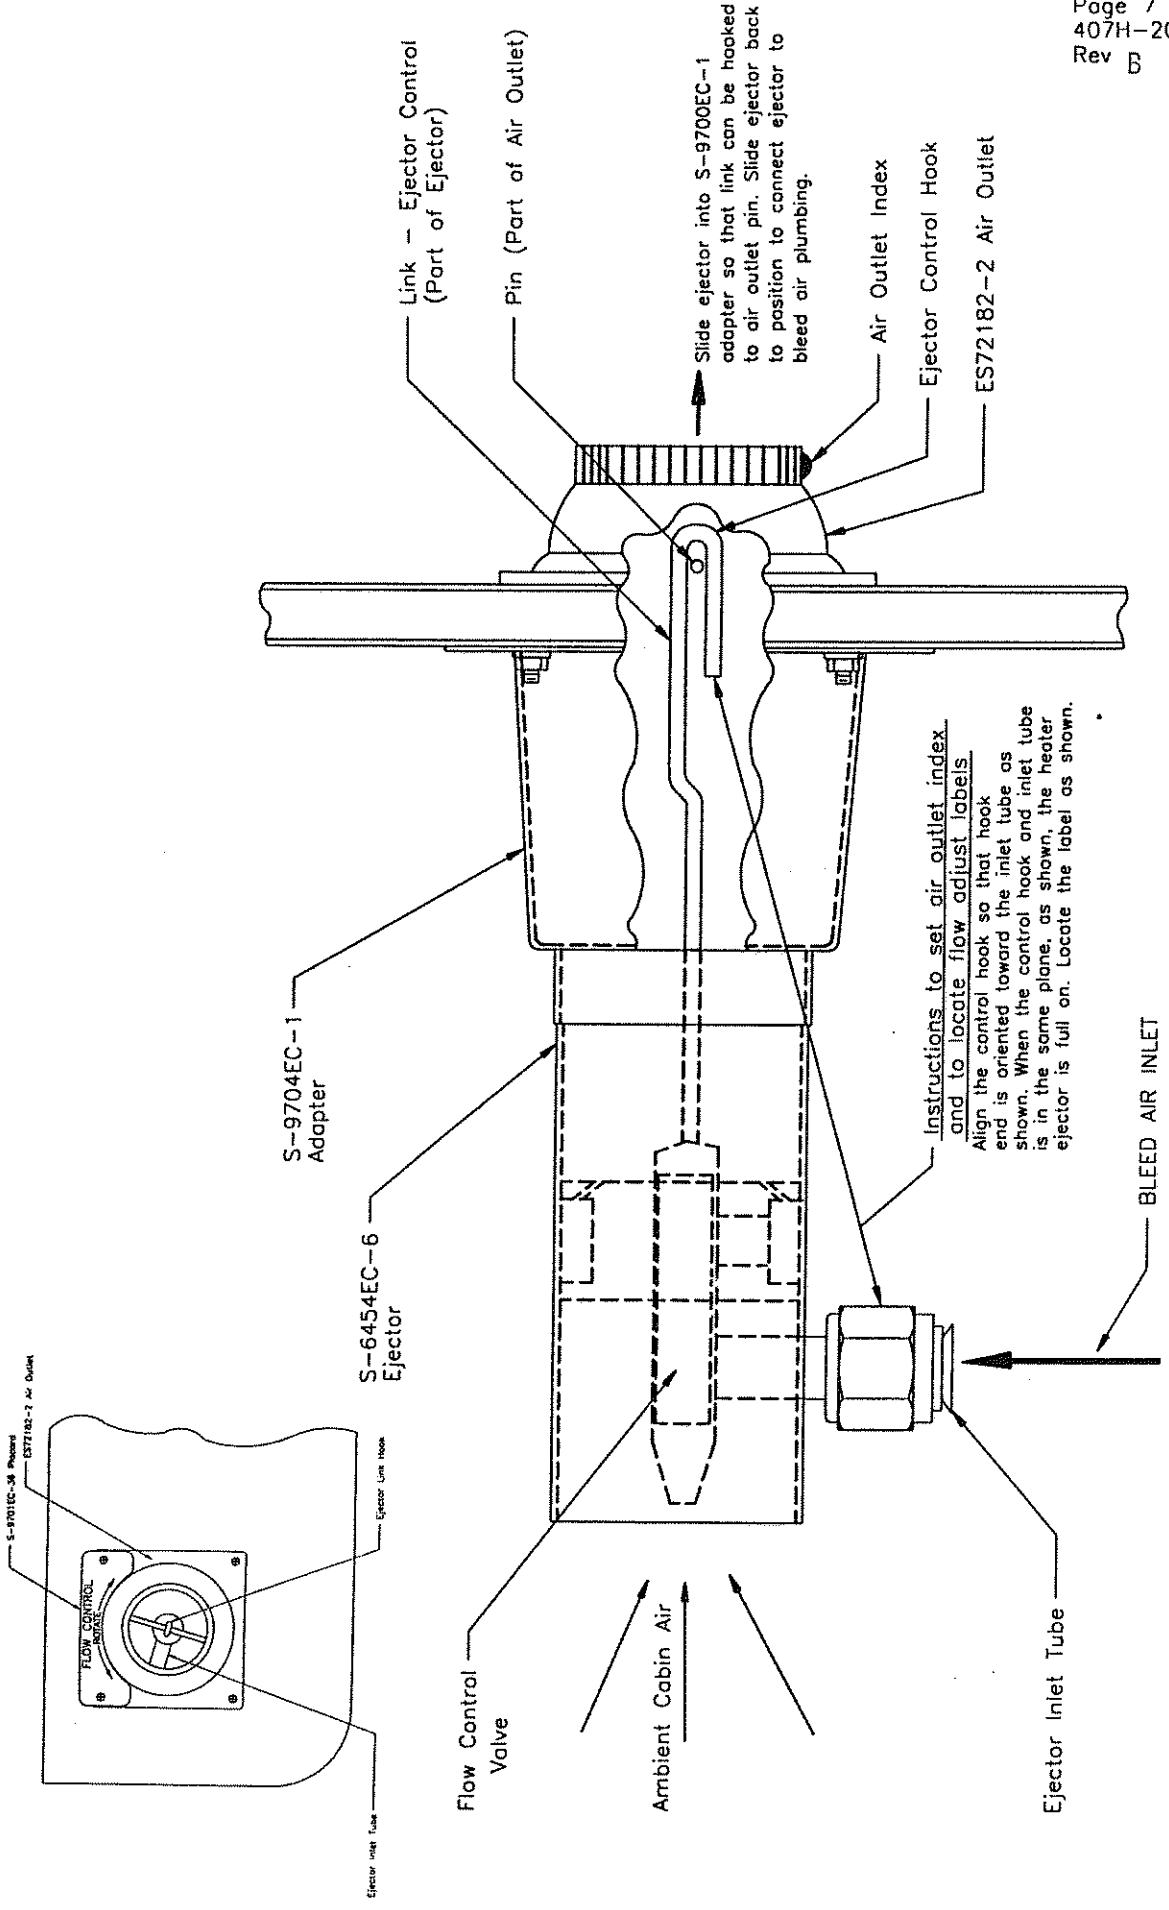 Page 7
407H-20
Rev B
S-9701EC-36 Placard
ES72182-2 Air Outlet
FLOW CONTROL
ROTATE
Ejector Link Hook
Ejector Inlet Tube
S-9704EC-1
Adapter
S-6454EC-6
Ejector
Flow Control
Valve
Ambient Cabin Air
Ejector Inlet Tube
BLEED AIR INLET
Link - Ejector Control
(Part of Ejector)
Pin (Part of Air Outlet)
Slide ejector into S-9700EC-1
adapter so that link can be hooked
to air outlet pin. Slide ejector back
to position to connect ejector to
bleed air plumbing.
Air Outlet Index
Ejector Control Hook
ES72182-2 Air Outlet
Instructions to set air outlet index
and to locate flow adjust labels
Align the control hook so that hook
end is oriented toward the inlet tube as
shown. When the control hook and inlet tube
is in the same plane, as shown, the heater
ejector is full on. Locate the label as shown.